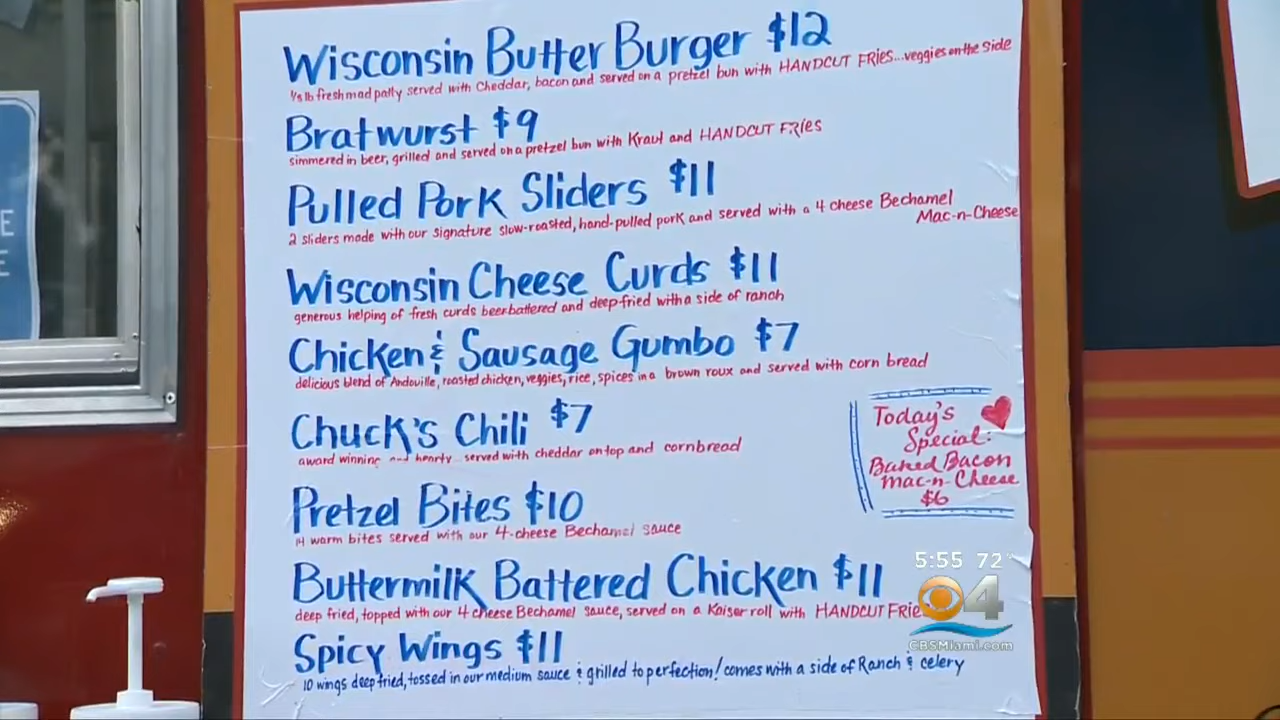 Wisconsin Butter Burger $12
⅓ lb fresh mad patty served with Cheddar, bacon and served on a pretzel bun with HANDCUT FRIES...veggies on the side
Bratwurst $9
simmered in beer, grilled and served on a pretzel bun with Kraut and HANDCUT FRIES
Pulled Pork Sliders $11
2 sliders made with our signature slow-roasted, hand-pulled pork and served with a 4 cheese Bechamel
Mac-n-Cheese
Wisconsin Cheese Curds $11
generous helping of fresh curds beer battered and deep-fried with a side of ranch
Chicken & Sausage Gumbo $7
delicious blend of Andoville, roasted chicken, veggies, rice, spices in a brown roux and served with corn bread
Chuck's Chili $7
award winning and hearty served with cheddar on top and cornbread
Today's
Special:
Baked Bacon
Mac-n-Cheese
$6
Pretzel Bites $10
14 warm bites served with our 4-cheese Bechamel sauce
Buttermilk Battered Chicken $11
deep fried, topped with our 4 cheese Bechamel sauce, served on a Kaiser roll with HANDCUT FRIE
Spicy Wings $11
10 wings deep fried, tossed in our medium sauce & grilled to perfection! comes with a side of Ranch & celery
E
E
5:55 72°
4
CBSMiami.com